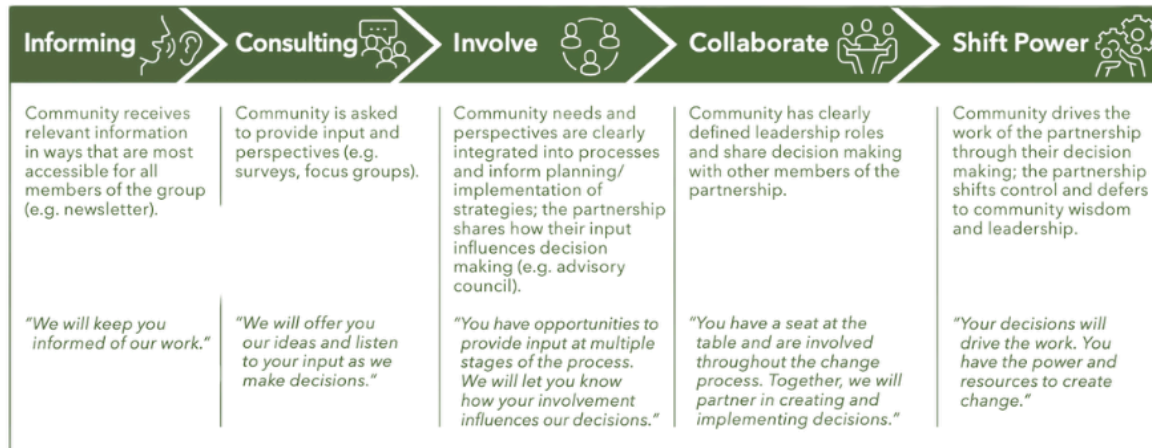 Informing
Consulting
Involve
Collaborate
Shift Power
Community receives
relevant information
in ways that are most
accessible for all
members of the group
(e.g. newsletter).
Community is asked
to provide input and
perspectives (e.g.
surveys, focus groups).
Community needs and
perspectives are clearly
integrated into processes
and inform planning/
implementation of
strategies; the partnership
shares how their input
influences decision
making (e.g. advisory
council).
Community has clearly
defined leadership roles
and share decision making
with other members of the
partnership.
Community drives the
work of the partnership
through their decision
making; the partnership
shifts control and defers
to community wisdom
and leadership.
"We will keep you
informed of our work."
"We will offer you
our ideas and listen
to your input as we
make decisions."
"You have opportunities to
provide input at multiple
stages of the process.
We will let you know
how your involvement
influences our decisions."
"You have a seat at the
table and are involved
throughout the change
process. Together, we will
partner in creating and
implementing decisions."
"Your decisions will
drive the work. You
have the power and
resources to create
change."